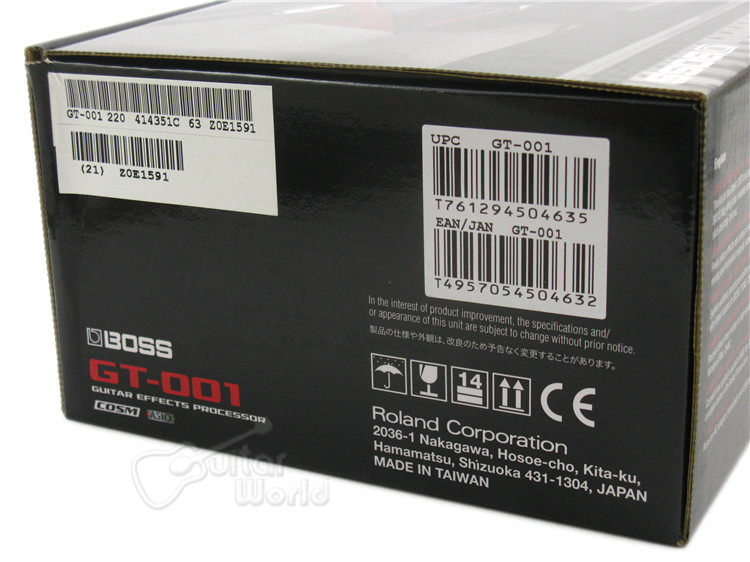 GT-001 220 414351C 63 Z0E1591
(21) Z0E1591
UPC GT-001
T761294504635
EAN/JAN GT-001
T4957054504632
In the interest of product improvement, the specifications and/
or appearance of this unit are subject to change without prior notice.
製品の仕様や外観は、改良のため予告なく変更することがあります。
BOSS
GT-001
GUITAR EFFECTS PROCESSOR
COSM ASIO
14
CE
Roland Corporation
2036-1 Nakagawa, Hosoe-cho, Kita-ku,
Hamamatsu, Shizuoka 431-1304, JAPAN
MADE IN TAIWAN
Guitar
World
English